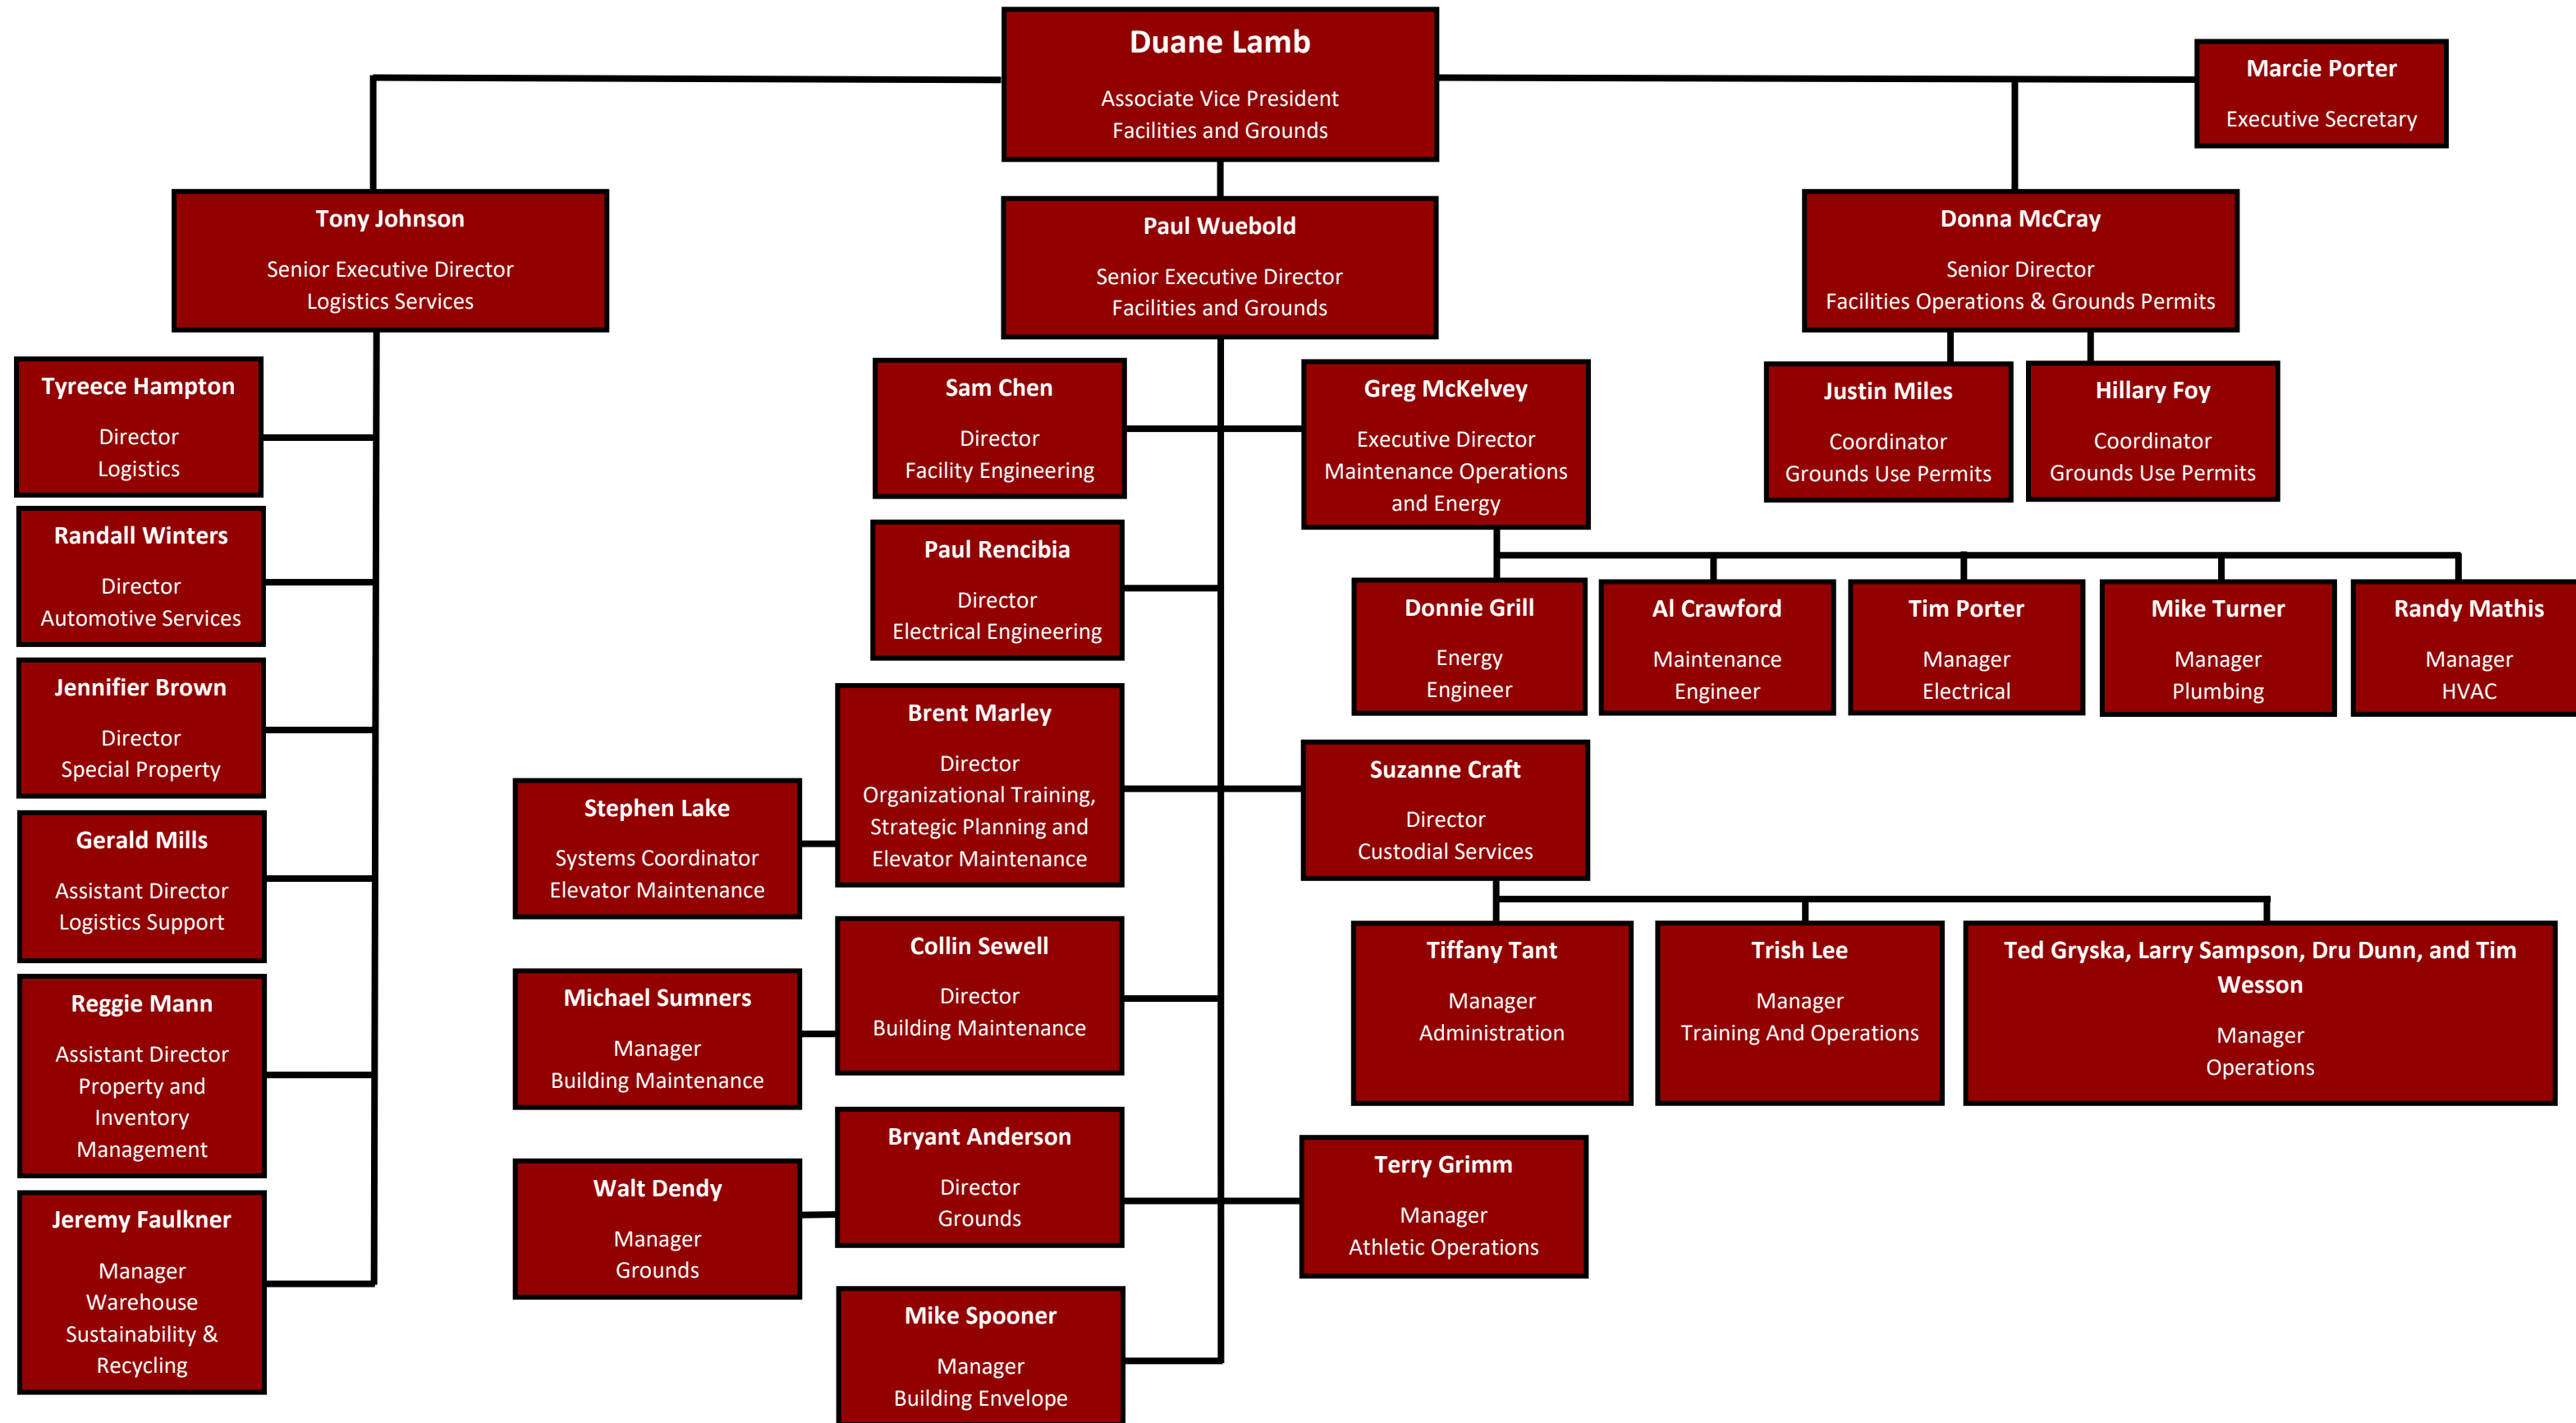 Duane Lamb
Associate Vice President
Facilities and Grounds
Marcie Porter
Executive Secretary
Tony Johnson
Senior Executive Director
Logistics Services
Paul Wuebold
Senior Executive Director
Facilities and Grounds
Donna McCray
Senior Director
Facilities Operations & Grounds Permits
Tyreece Hampton
Director
Logistics
Randall Winters
Director
Automotive Services
Jennifier Brown
Director
Special Property
Gerald Mills
Assistant Director
Logistics Support
Reggie Mann
Assistant Director
Property and
Inventory
Management
Jeremy Faulkner
Manager
Warehouse
Sustainability &
Recycling
Sam Chen
Director
Facility Engineering
Greg McKelvey
Executive Director
Maintenance Operations
and Energy
Justin Miles
Coordinator
Grounds Use Permits
Hillary Foy
Coordinator
Grounds Use Permits
Paul Rencibia
Director
Electrical Engineering
Donnie Grill
Energy
Engineer
Al Crawford
Maintenance
Engineer
Tim Porter
Manager
Electrical
Mike Turner
Manager
Plumbing
Randy Mathis
Manager
HVAC
Brent Marley
Director
Organizational Training,
Strategic Planning and
Elevator Maintenance
Stephen Lake
Systems Coordinator
Elevator Maintenance
Suzanne Craft
Director
Custodial Services
Collin Sewell
Director
Building Maintenance
Michael Sumners
Manager
Building Maintenance
Tiffany Tant
Manager
Administration
Trish Lee
Manager
Training And Operations
Ted Gryska, Larry Sampson, Dru Dunn, and Tim
Wesson
Manager
Operations
Bryant Anderson
Director
Grounds
Walt Dendy
Manager
Grounds
Terry Grimm
Manager
Athletic Operations
Mike Spooner
Manager
Building Envelope